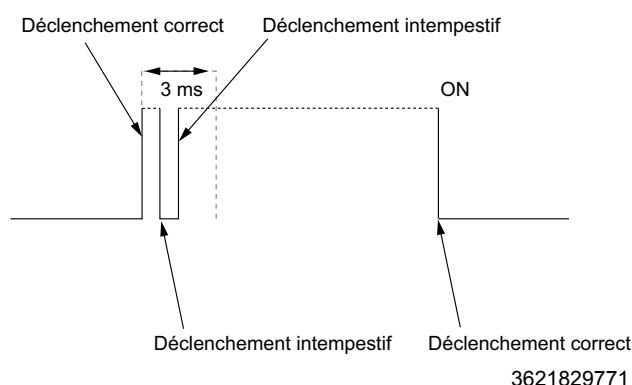 Déclenchement correct
Déclenchement intempestif
3 ms
ON
Déclenchement intempestif
Déclenchement correct
3621829771